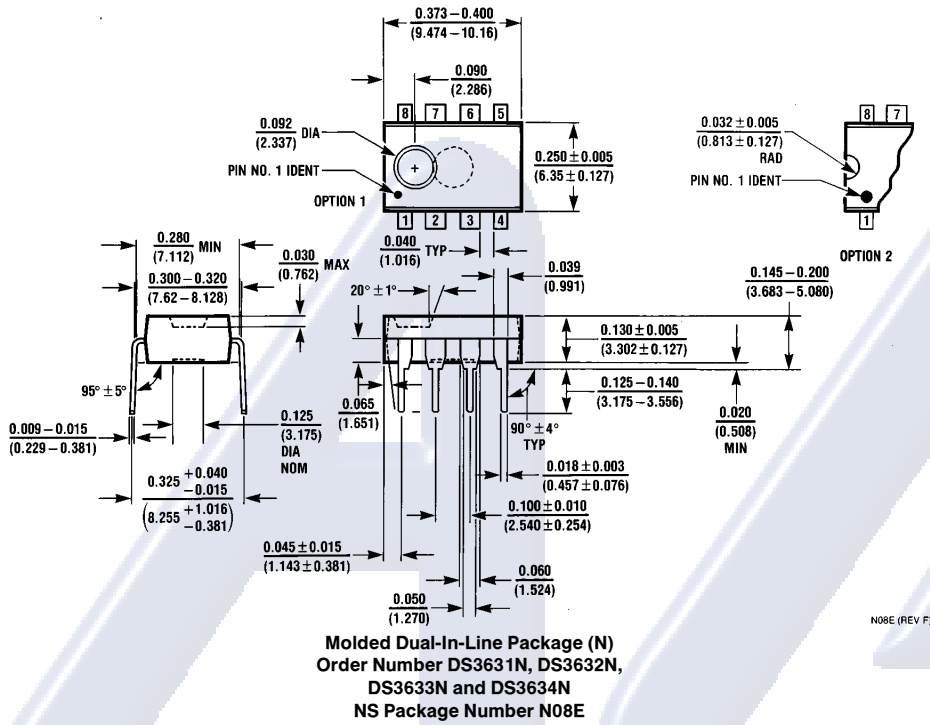 0.373 – 0.400
(9.474 – 10.16)
0.090
(2.286)
8 7 6 5
0.092 DIA
(2.337)
PIN NO. 1 IDENT
OPTION 1
1 2 3 4
0.250 ± 0.005
(6.35 ± 0.127)
8 7
0.032 ± 0.005
(0.813 ± 0.127)
RAD
PIN NO. 1 IDENT
1
OPTION 2
0.280 MIN
(7.112)
0.300 – 0.320
(7.62 – 8.128)
0.030 MAX
(0.762)
0.040 TYP
(1.016)
0.039
(0.991)
0.145 – 0.200
(3.683 – 5.080)
20° ± 1°
0.130 ± 0.005
(3.302 ± 0.127)
0.125 – 0.140
(3.175 – 3.556)
0.020
(0.508)
MIN
95° ± 5°
0.009 – 0.015
(0.229 – 0.381)
0.125
(3.175)
DIA
NOM
0.065
(1.651)
90° ± 4°
TYP
0.018 ± 0.003
(0.457 ± 0.076)
0.325 +0.040
–0.015
(8.255 +1.016
–0.381)
0.100 ± 0.010
(2.540 ± 0.254)
0.045 ± 0.015
(1.143 ± 0.381)
0.060
(1.524)
0.050
(1.270)
N08E (REV F)
Molded Dual-In-Line Package (N)
Order Number DS3631N, DS3632N,
DS3633N and DS3634N
NS Package Number N08E